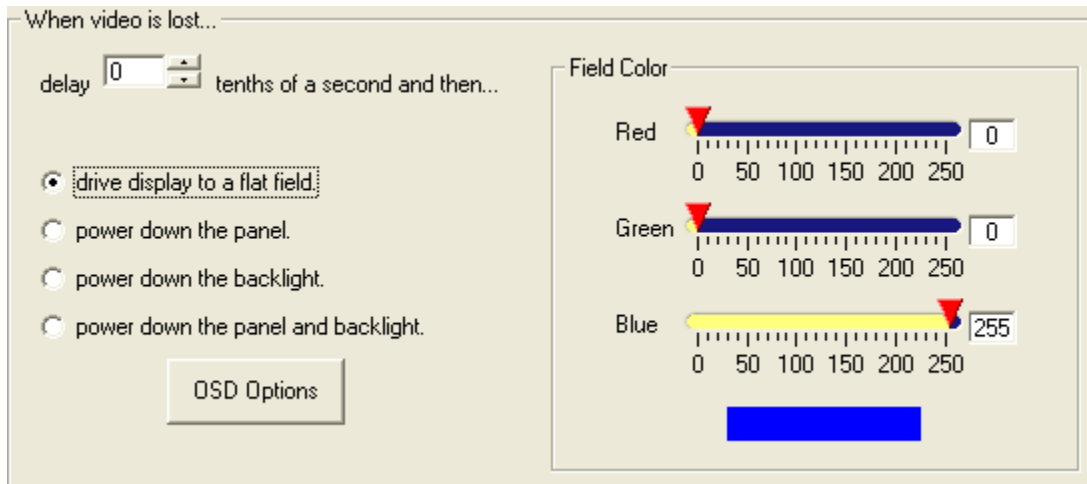 When video is lost...
delay 0 tenths of a second and then...
drive display to a flat field.
power down the panel.
power down the backlight.
power down the panel and backlight.
OSD Options
Field Color
Red 0
0 50 100 150 200 250
Green 0
0 50 100 150 200 250
Blue 255
0 50 100 150 200 250